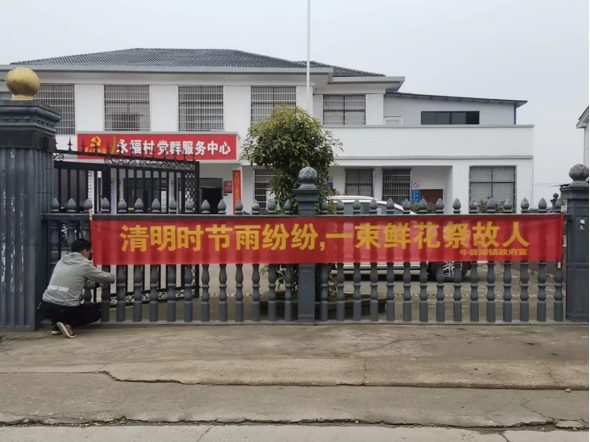 永福村 党群服务中心
清明时节雨纷纷,一束鲜花祭故人